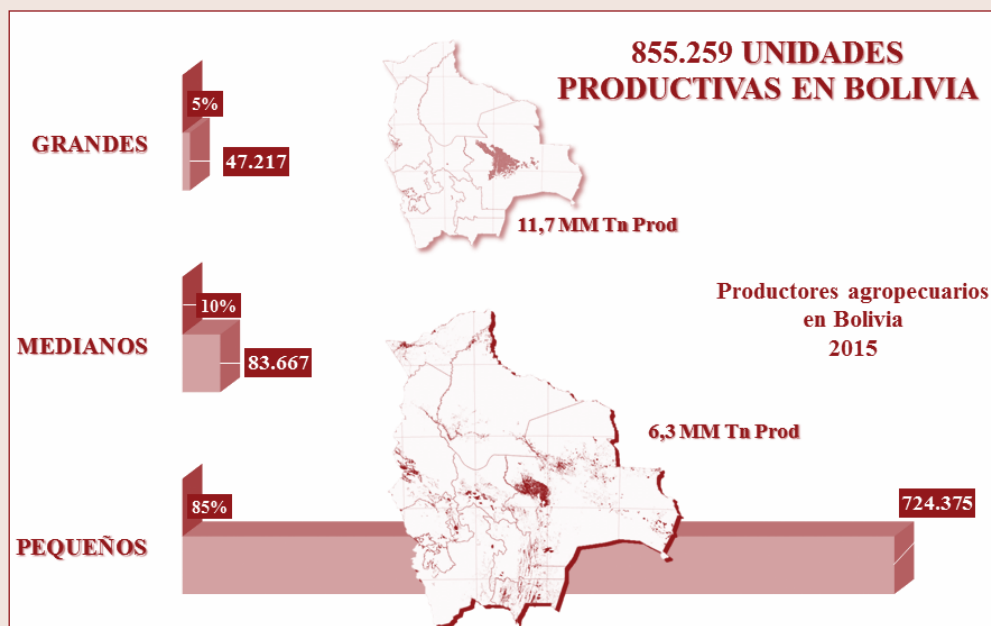 855.259 UNIDADES
PRODUCTIVAS EN BOLIVIA
5%
GRANDES
47.217
11,7 MM Tn Prod
Productores agropecuarios
en Bolivia
2015
10%
MEDIANOS
83.667
6,3 MM Tn Prod
85%
724.375
PEQUEÑOS